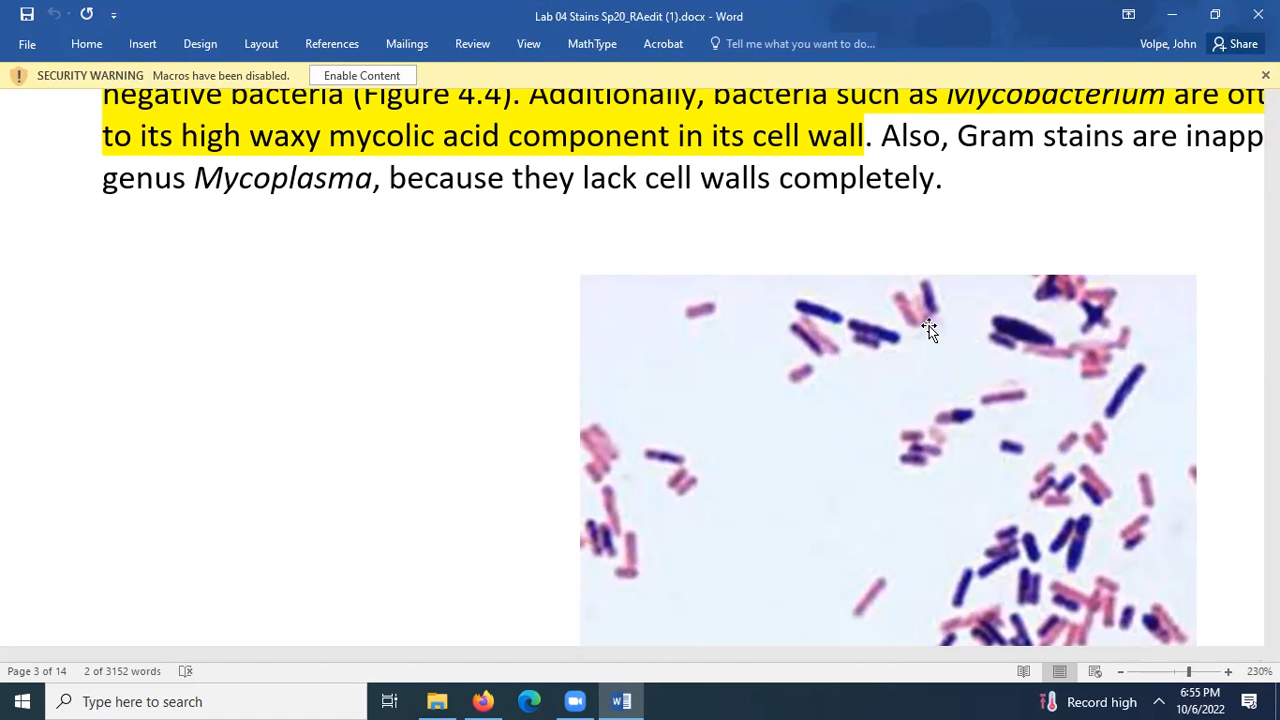 Lab 04 Stains Sp20_RAedit (1).docx - Word
File Home Insert Design Layout References Mailings Review View MathType Acrobat Tell me what you want to do... Volpe, John Share
SECURITY WARNING Macros have been disabled. Enable Content
negative bacteria (Figure 4.4). Additionally, bacteria such as Mycobacterium are oft
to its high waxy mycolic acid component in its cell wall. Also, Gram stains are inapp
genus Mycoplasma, because they lack cell walls completely.
Page 3 of 14 2 of 3152 words 230%
Type here to search Record high 6:55 PM
10/6/2022